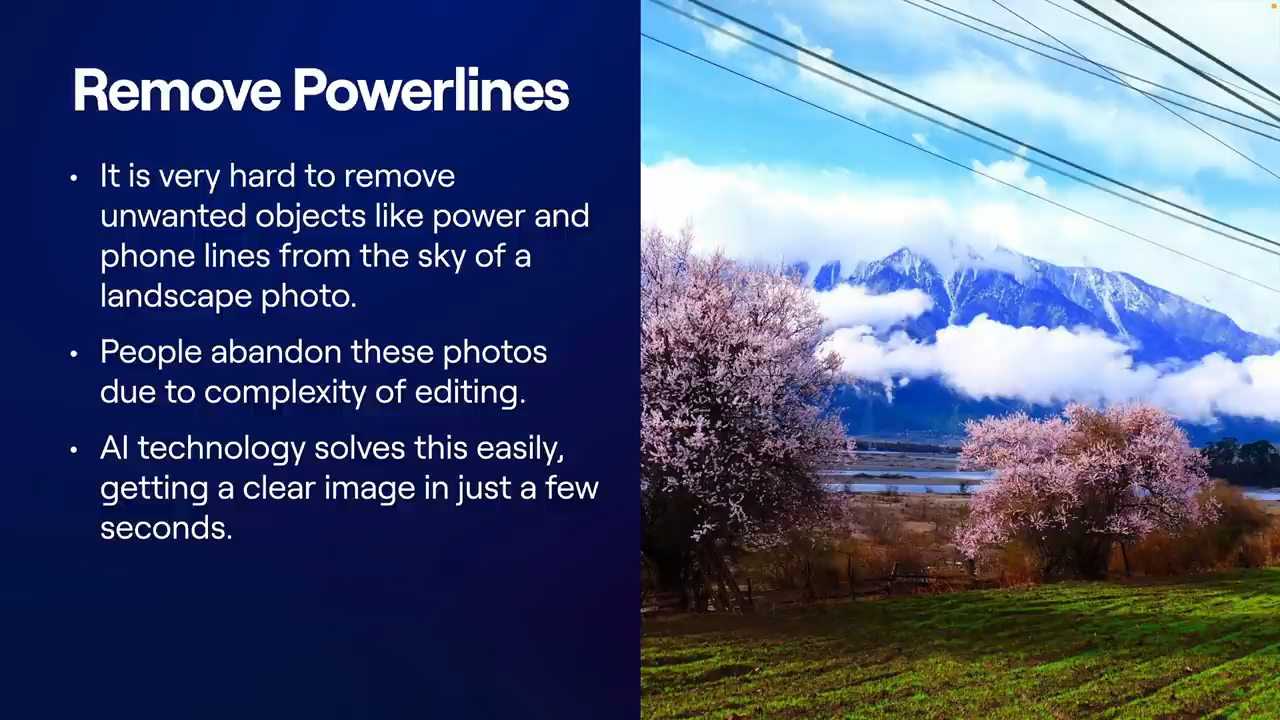 Remove Powerlines
• It is very hard to remove
unwanted objects like power and
phone lines from the sky of a
landscape photo.
• People abandon these photos
due to complexity of editing.
• AI technology solves this easily,
getting a clear image in just a few
seconds.